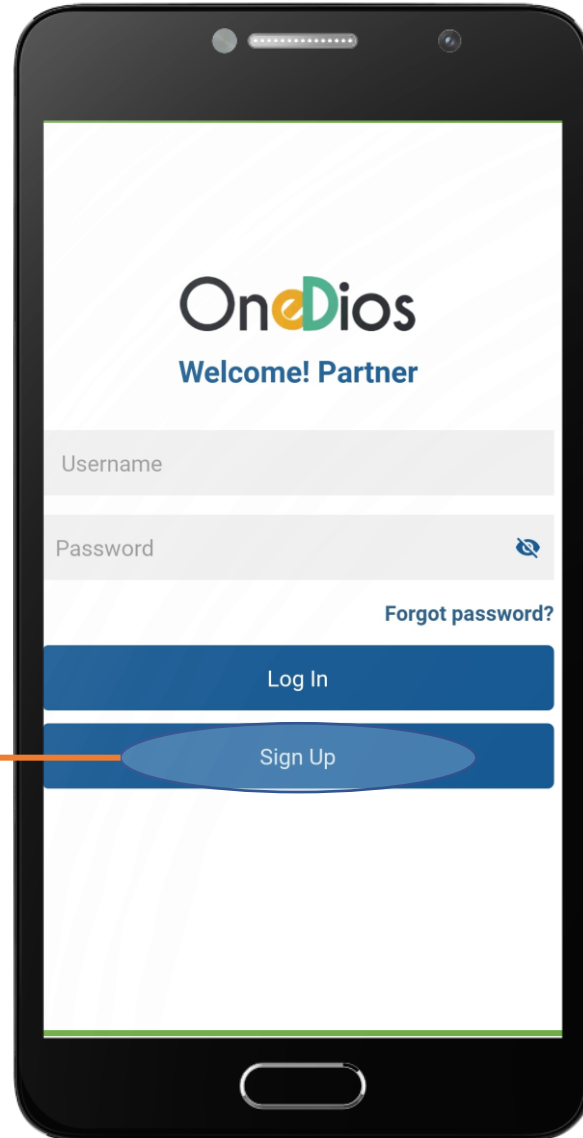 OneDios
Welcome! Partner
Username
Password
Forgot password?
Log In
Sign Up